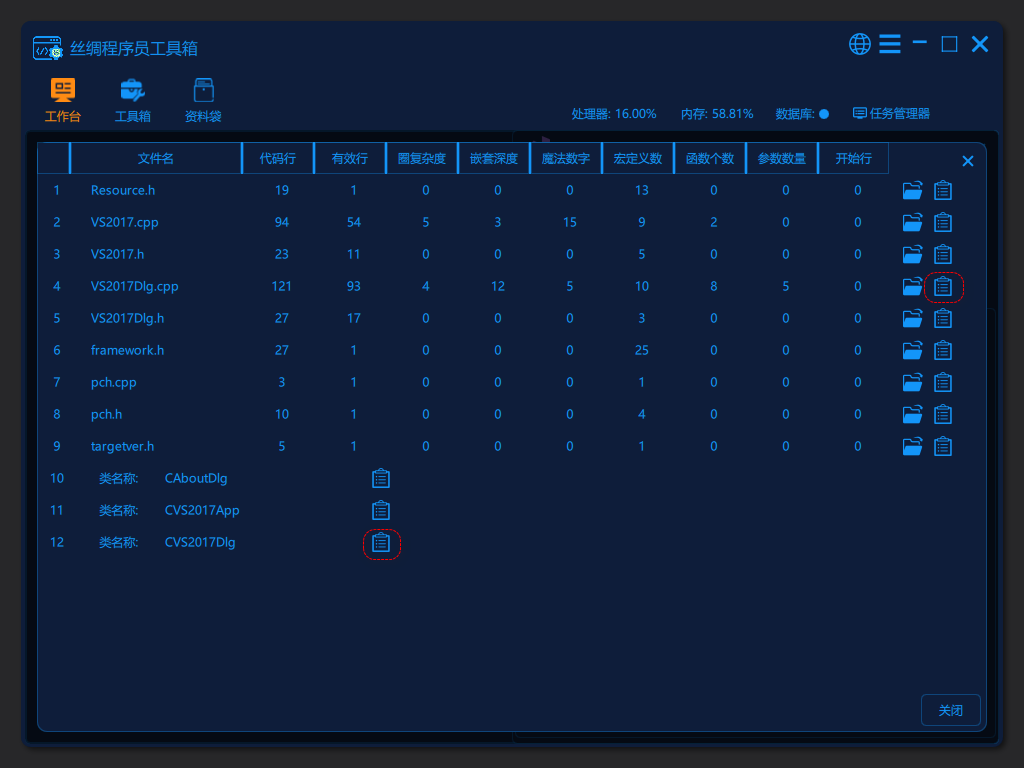 丝绸程序员工具箱
工作台 工具箱 资料袋
处理器: 16.00% 内存: 58.81% 数据库: 任务管理器
文件名 代码行 有效行 圈复杂度 嵌套深度 魔法数字 宏定义数 函数个数 参数数量 开始行
1 Resource.h 19 1 0 0 0 13 0 0 0
2 VS2017.cpp 94 54 5 3 15 9 2 0 0
3 VS2017.h 23 11 0 0 0 5 0 0 0
4 VS2017Dlg.cpp 121 93 4 12 5 10 8 5 0
5 VS2017Dlg.h 27 17 0 0 0 3 0 0 0
6 framework.h 27 1 0 0 0 25 0 0 0
7 pch.cpp 3 1 0 0 0 1 0 0 0
8 pch.h 10 1 0 0 0 4 0 0 0
9 targetver.h 5 1 0 0 0 1 0 0 0
10 类名称: CAboutDlg
11 类名称: CVS2017App
12 类名称: CVS2017Dlg
关闭